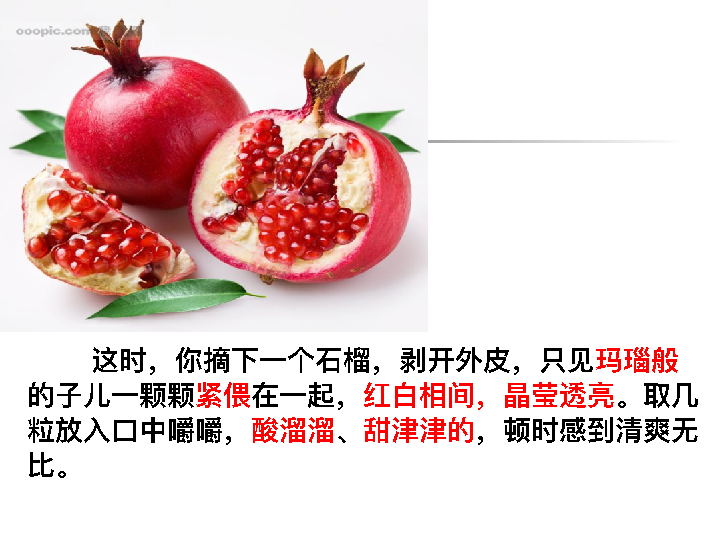 ooopic.com
这时，你摘下一个石榴，剥开外皮，只见玛瑙般
的子儿一颗颗紧偎在一起，红白相间，晶莹透亮。取几
粒放入口中嚼嚼，酸溜溜、甜津津的，顿时感到清爽无
比。